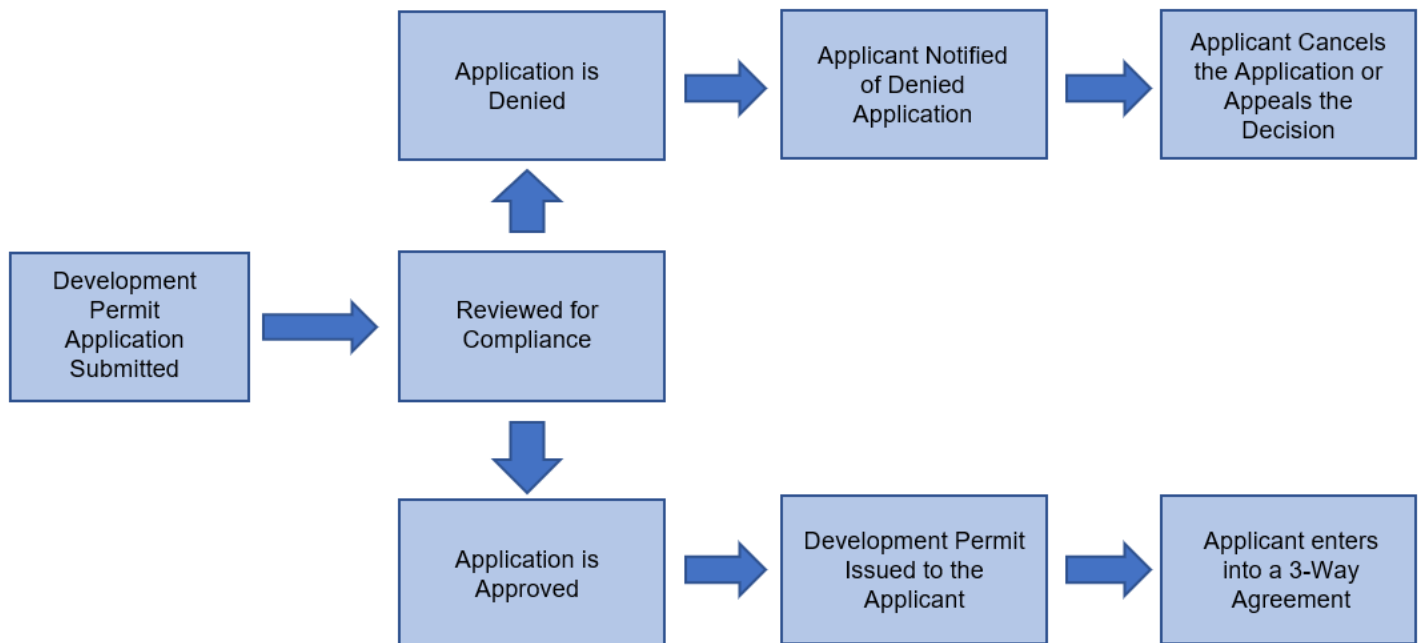 Application is
Denied
Applicant Notified
of Denied
Application
Applicant Cancels
the Application or
Appeals the
Decision
Development
Permit
Application
Submitted
Reviewed for
Compliance
Application is
Approved
Development Permit
Issued to the
Applicant
Applicant enters
into a 3-Way
Agreement